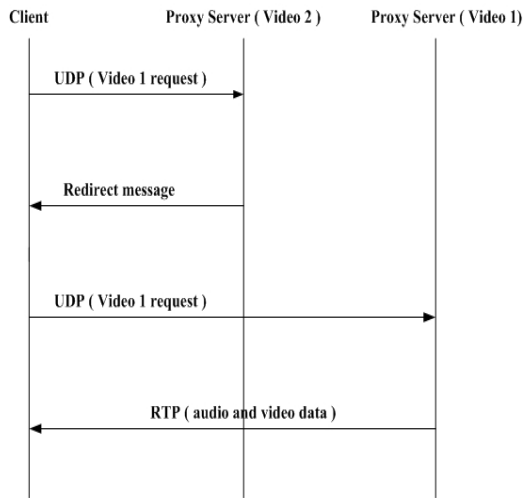 Client
Proxy Server ( Video 2 )
Proxy Server ( Video 1)
UDP ( Video 1 request )
Redirect message
UDP ( Video 1 request )
RTP ( audio and video data )